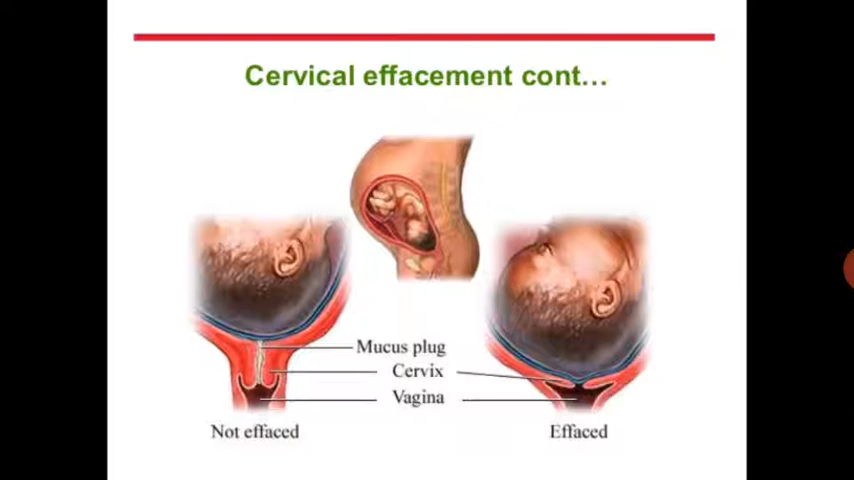 Cervical effacement cont...
Mucus plug
Cervix
Vagina
Not effaced
Effaced